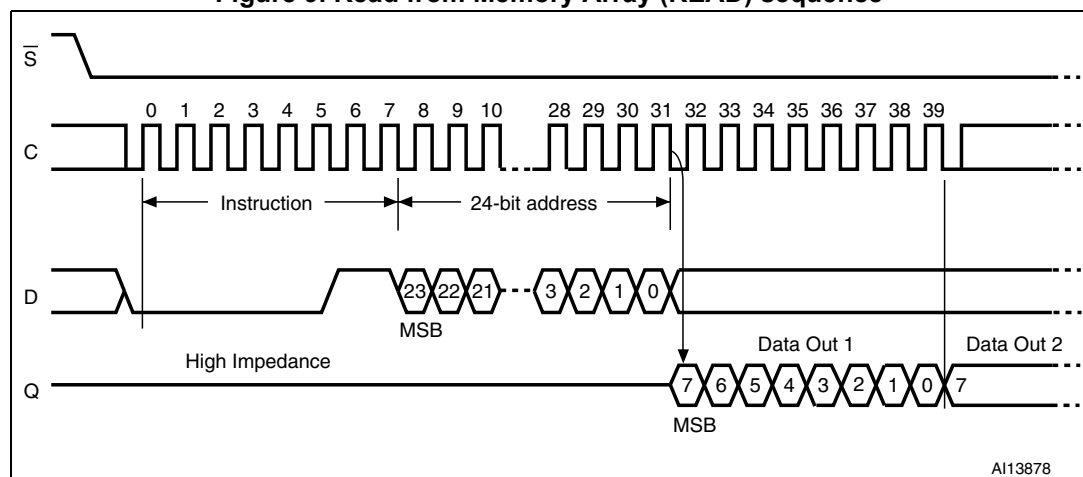 Figure 9. Read from Memory Array (READ) sequence
S
0 1 2 3 4 5 6 7 8 9 10 28 29 30 31 32 33 34 35 36 37 38 39
C
Instruction 24-bit address
D 23 22 21 3 2 1 0
MSB
High Impedance Data Out 1 Data Out 2
Q 7 6 5 4 3 2 1 0 7
MSB
AI13878